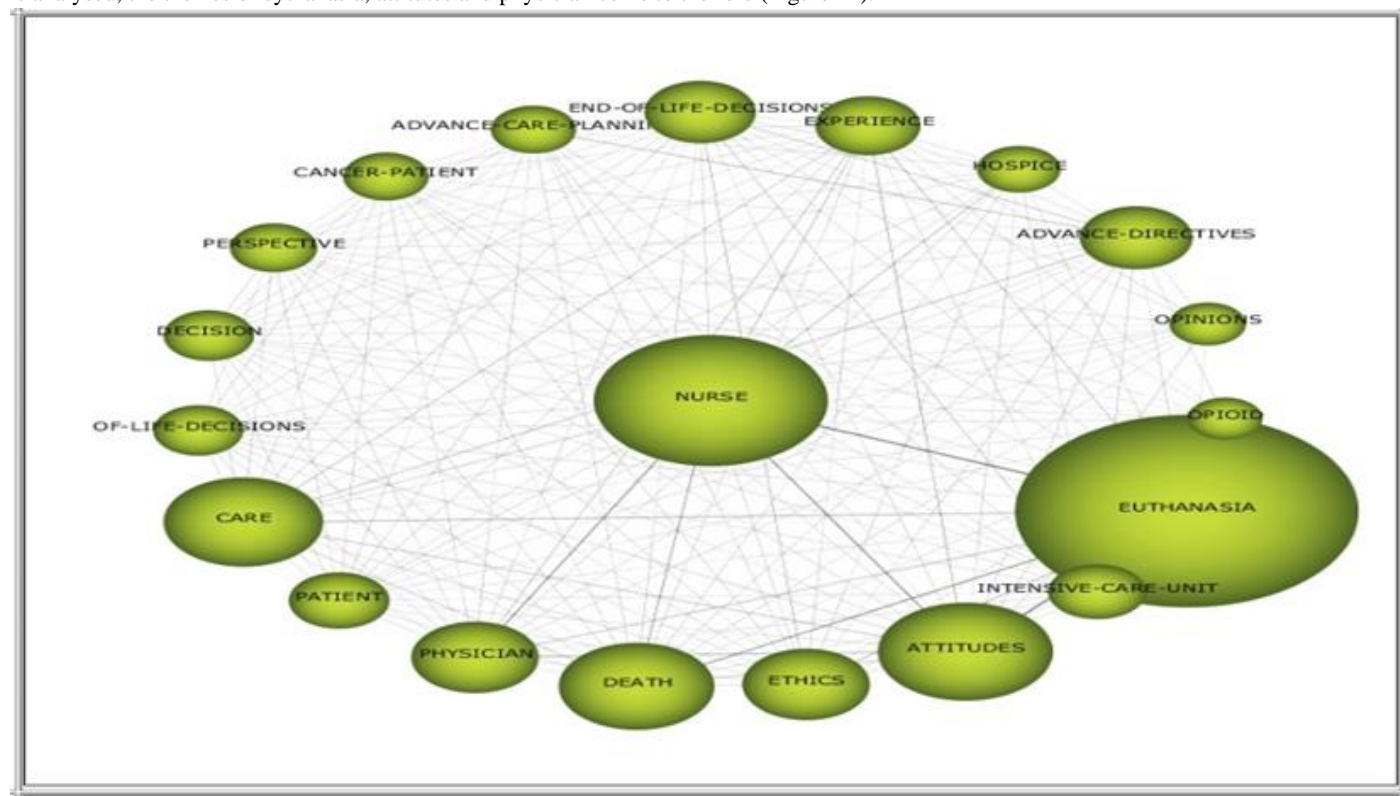 END-OF-LIFE-DECISIONS
ADVANCE-CARE-PLANNI
EXPERIENCE
CANCER-PATIENT
HOSPICE
PERSPECTIVE
ADVANCE-DIRECTIVES
DECISION
OPINIONS
NURSE
OPIOID
OF-LIFE-DECISIONS
EUTHANASIA
CARE
INTENSIVE-CARE-UNIT
PATIENT
PHYSICIAN
ATTITUDES
DEATH
ETHICS